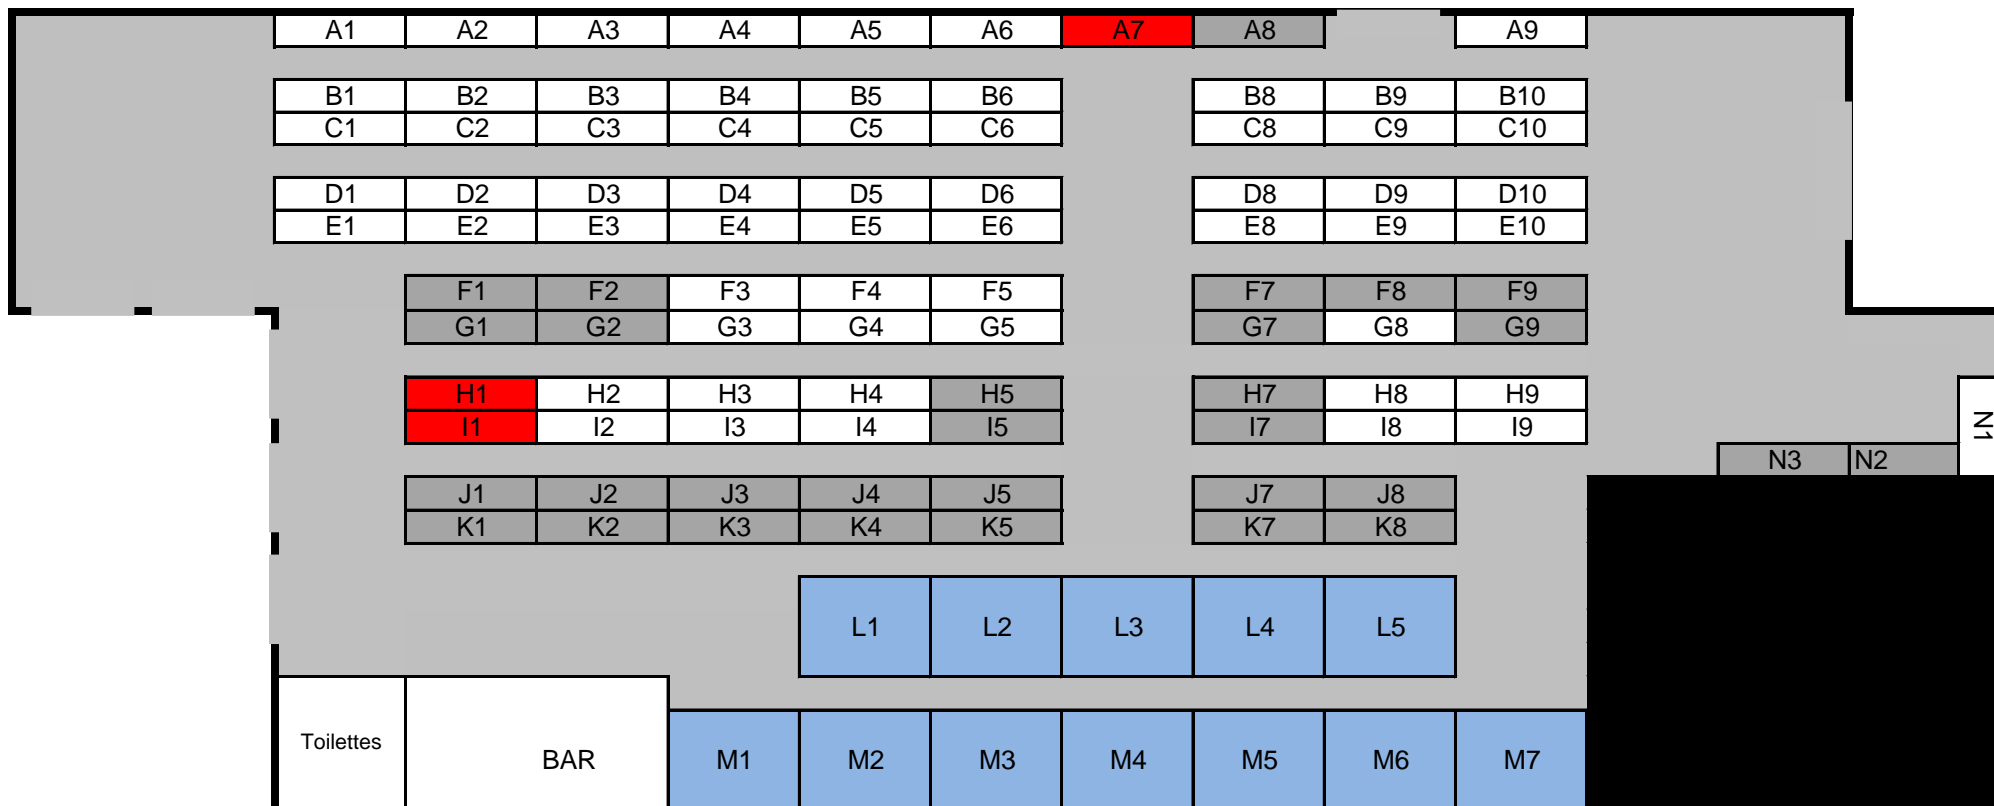 A1 A2 A3 A4 A5 A6 A7 A8 A9
B1 B2 B3 B4 B5 B6 B8 B9 B10
C1 C2 C3 C4 C5 C6 C8 C9 C10
D1 D2 D3 D4 D5 D6 D8 D9 D10
E1 E2 E3 E4 E5 E6 E8 E9 E10
F1 F2 F3 F4 F5 F7 F8 F9
G1 G2 G3 G4 G5 G7 G8 G9
H1 H2 H3 H4 H5 H7 H8 H9
I1 I2 I3 I4 I5 I7 I8 I9
N1
N3 N2
J1 J2 J3 J4 J5 J7 J8
K1 K2 K3 K4 K5 K7 K8
L1 L2 L3 L4 L5
Toilettes
BAR M1 M2 M3 M4 M5 M6 M7